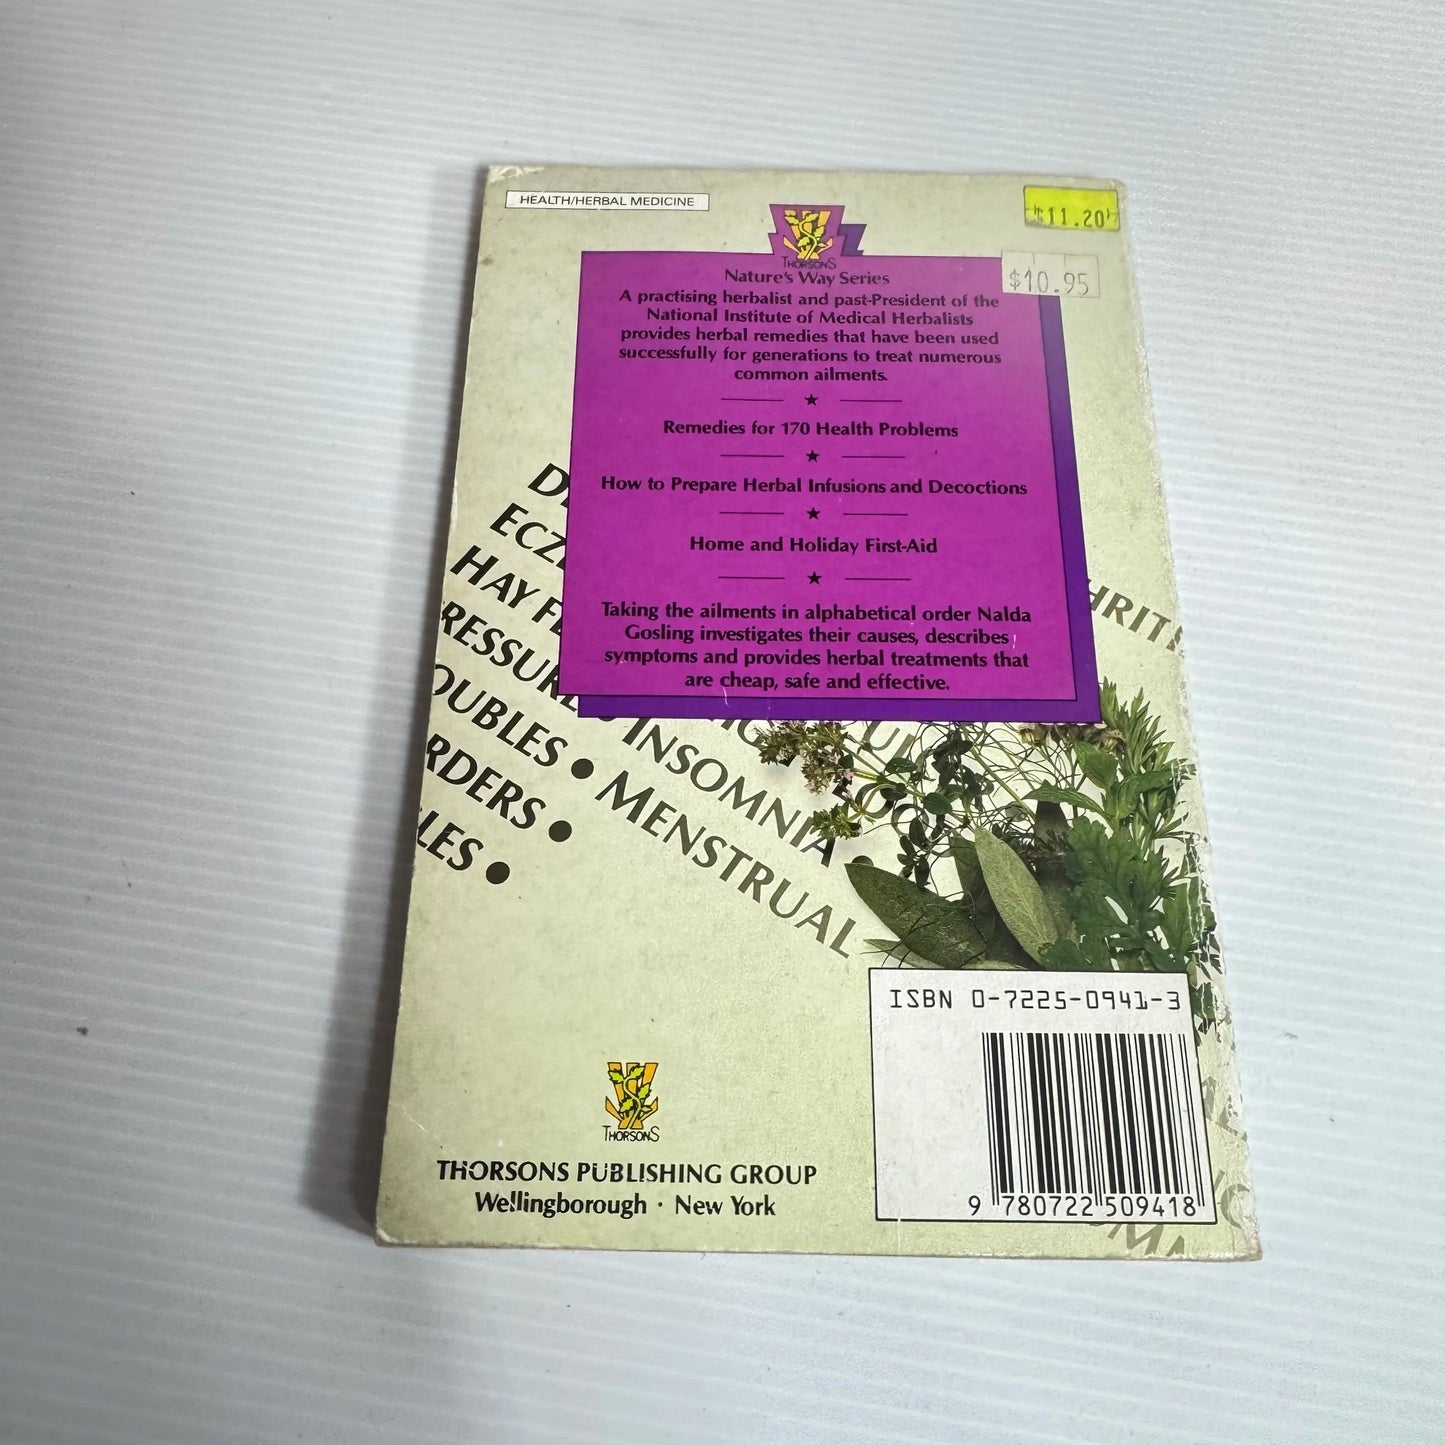 HEALTH/HERBAL MEDICINE
$11.20
$10.95
THORSONS
Nature's Way Series
A practising herbalist and past-President of the
National Institute of Medical Herbalists
provides herbal remedies that have been used
successfully for generations to treat numerous
common ailments.
Remedies for 170 Health Problems
How to Prepare Herbal Infusions and Decoctions
Home and Holiday First-Aid
Taking the ailments in alphabetical order Nalda
Gosling investigates their causes, describes
symptoms and provides herbal treatments that
are cheap, safe and effective.
HAY
INSOMNIA
OUBLES • MENSTRUAL
RDERS •
LES •
ISBN 0-7225-0941-3
9 780722 509418
THORSONS
THORSONS PUBLISHING GROUP
Wellingborough · New York